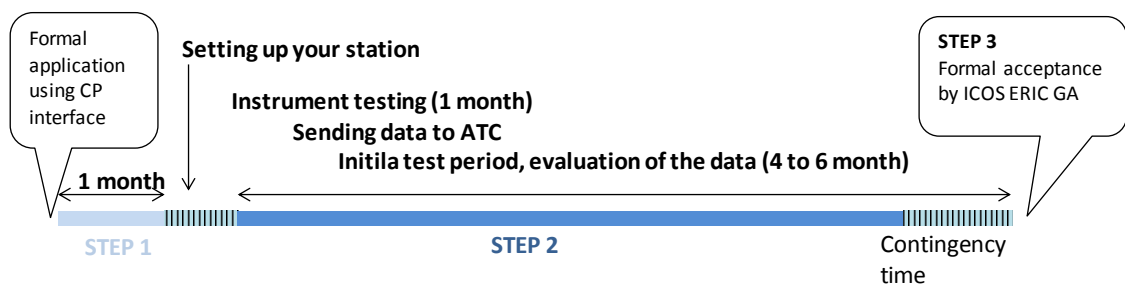 Formal
application
using CP
interface
Setting up your station
STEP 3
Formal acceptance
by ICOS ERIC GA
Instrument testing (1 month)
Sending data to ATC
Initila test period, evaluation of the data (4 to 6 month)
1 month
STEP 1
STEP 2
Contingency
time